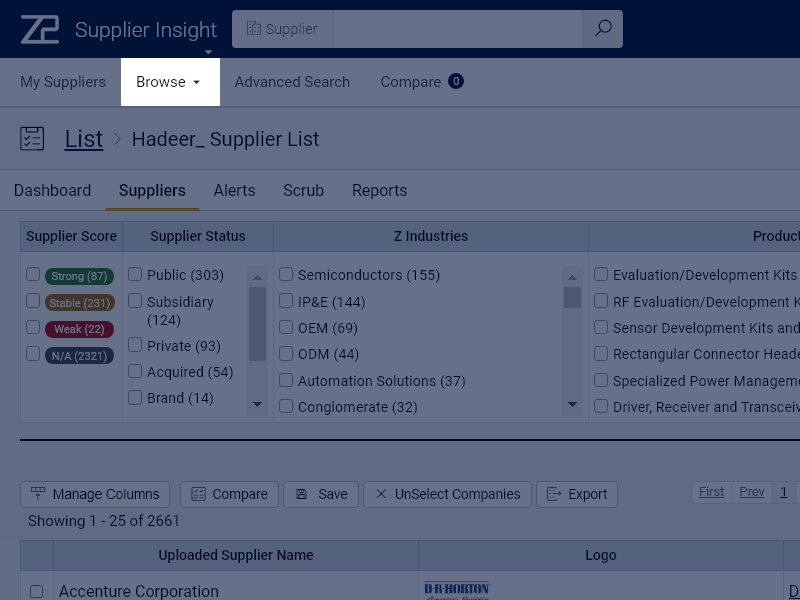 Z2 Supplier Insight
Supplier
My Suppliers Browse Advanced Search Compare 0
List > Hadeer_ Supplier List
Dashboard Suppliers Alerts Scrub Reports
Supplier Score Supplier Status Z Industries Product
Strong (87) Public (303) Semiconductors (155) Evaluation/Development Kits
Stable (231) Subsidiary (124) IP&E (144) RF Evaluation/Development K
Weak (22) Private (93) OEM (69) Sensor Development Kits and
N/A (2321) Acquired (54) ODM (44) Rectangular Connector Heade
Brand (14) Automation Solutions (37) Specialized Power Manageme
Conglomerate (32) Driver, Receiver and Transceiv
Manage Columns Compare Save UnSelect Companies Export First Prev 1
Showing 1 - 25 of 2661
Uploaded Supplier Name Logo
Accenture Corporation D·R·HORTON D